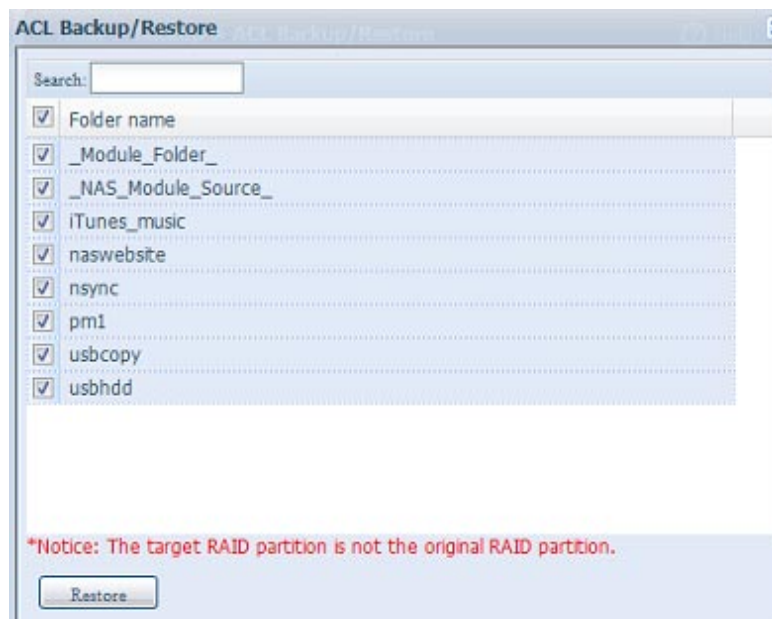 ACL Backup/Restore
Search:
Folder name
_Module_Folder_
_NAS_Module_Source_
iTunes_music
naswebsite
nsync
pm1
usbcopy
usbhdd
*Notice: The target RAID partition is not the original RAID partition.
Restore